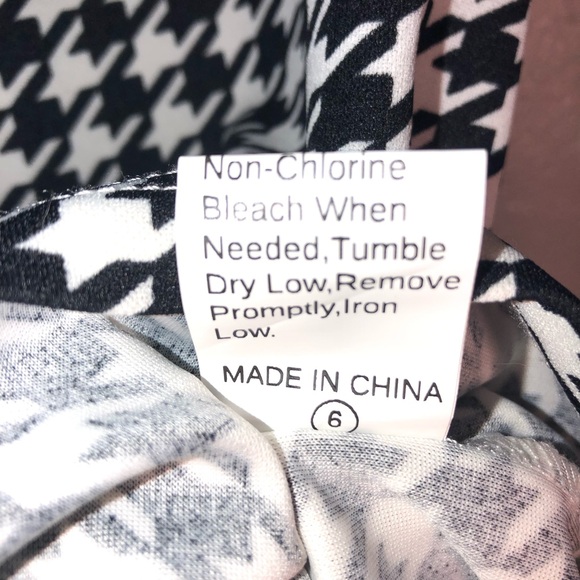 Non-Chlorine
Bleach When
Needed,Tumble
Dry Low,Remove
Promptly,Iron
Low.
MADE IN CHINA
6